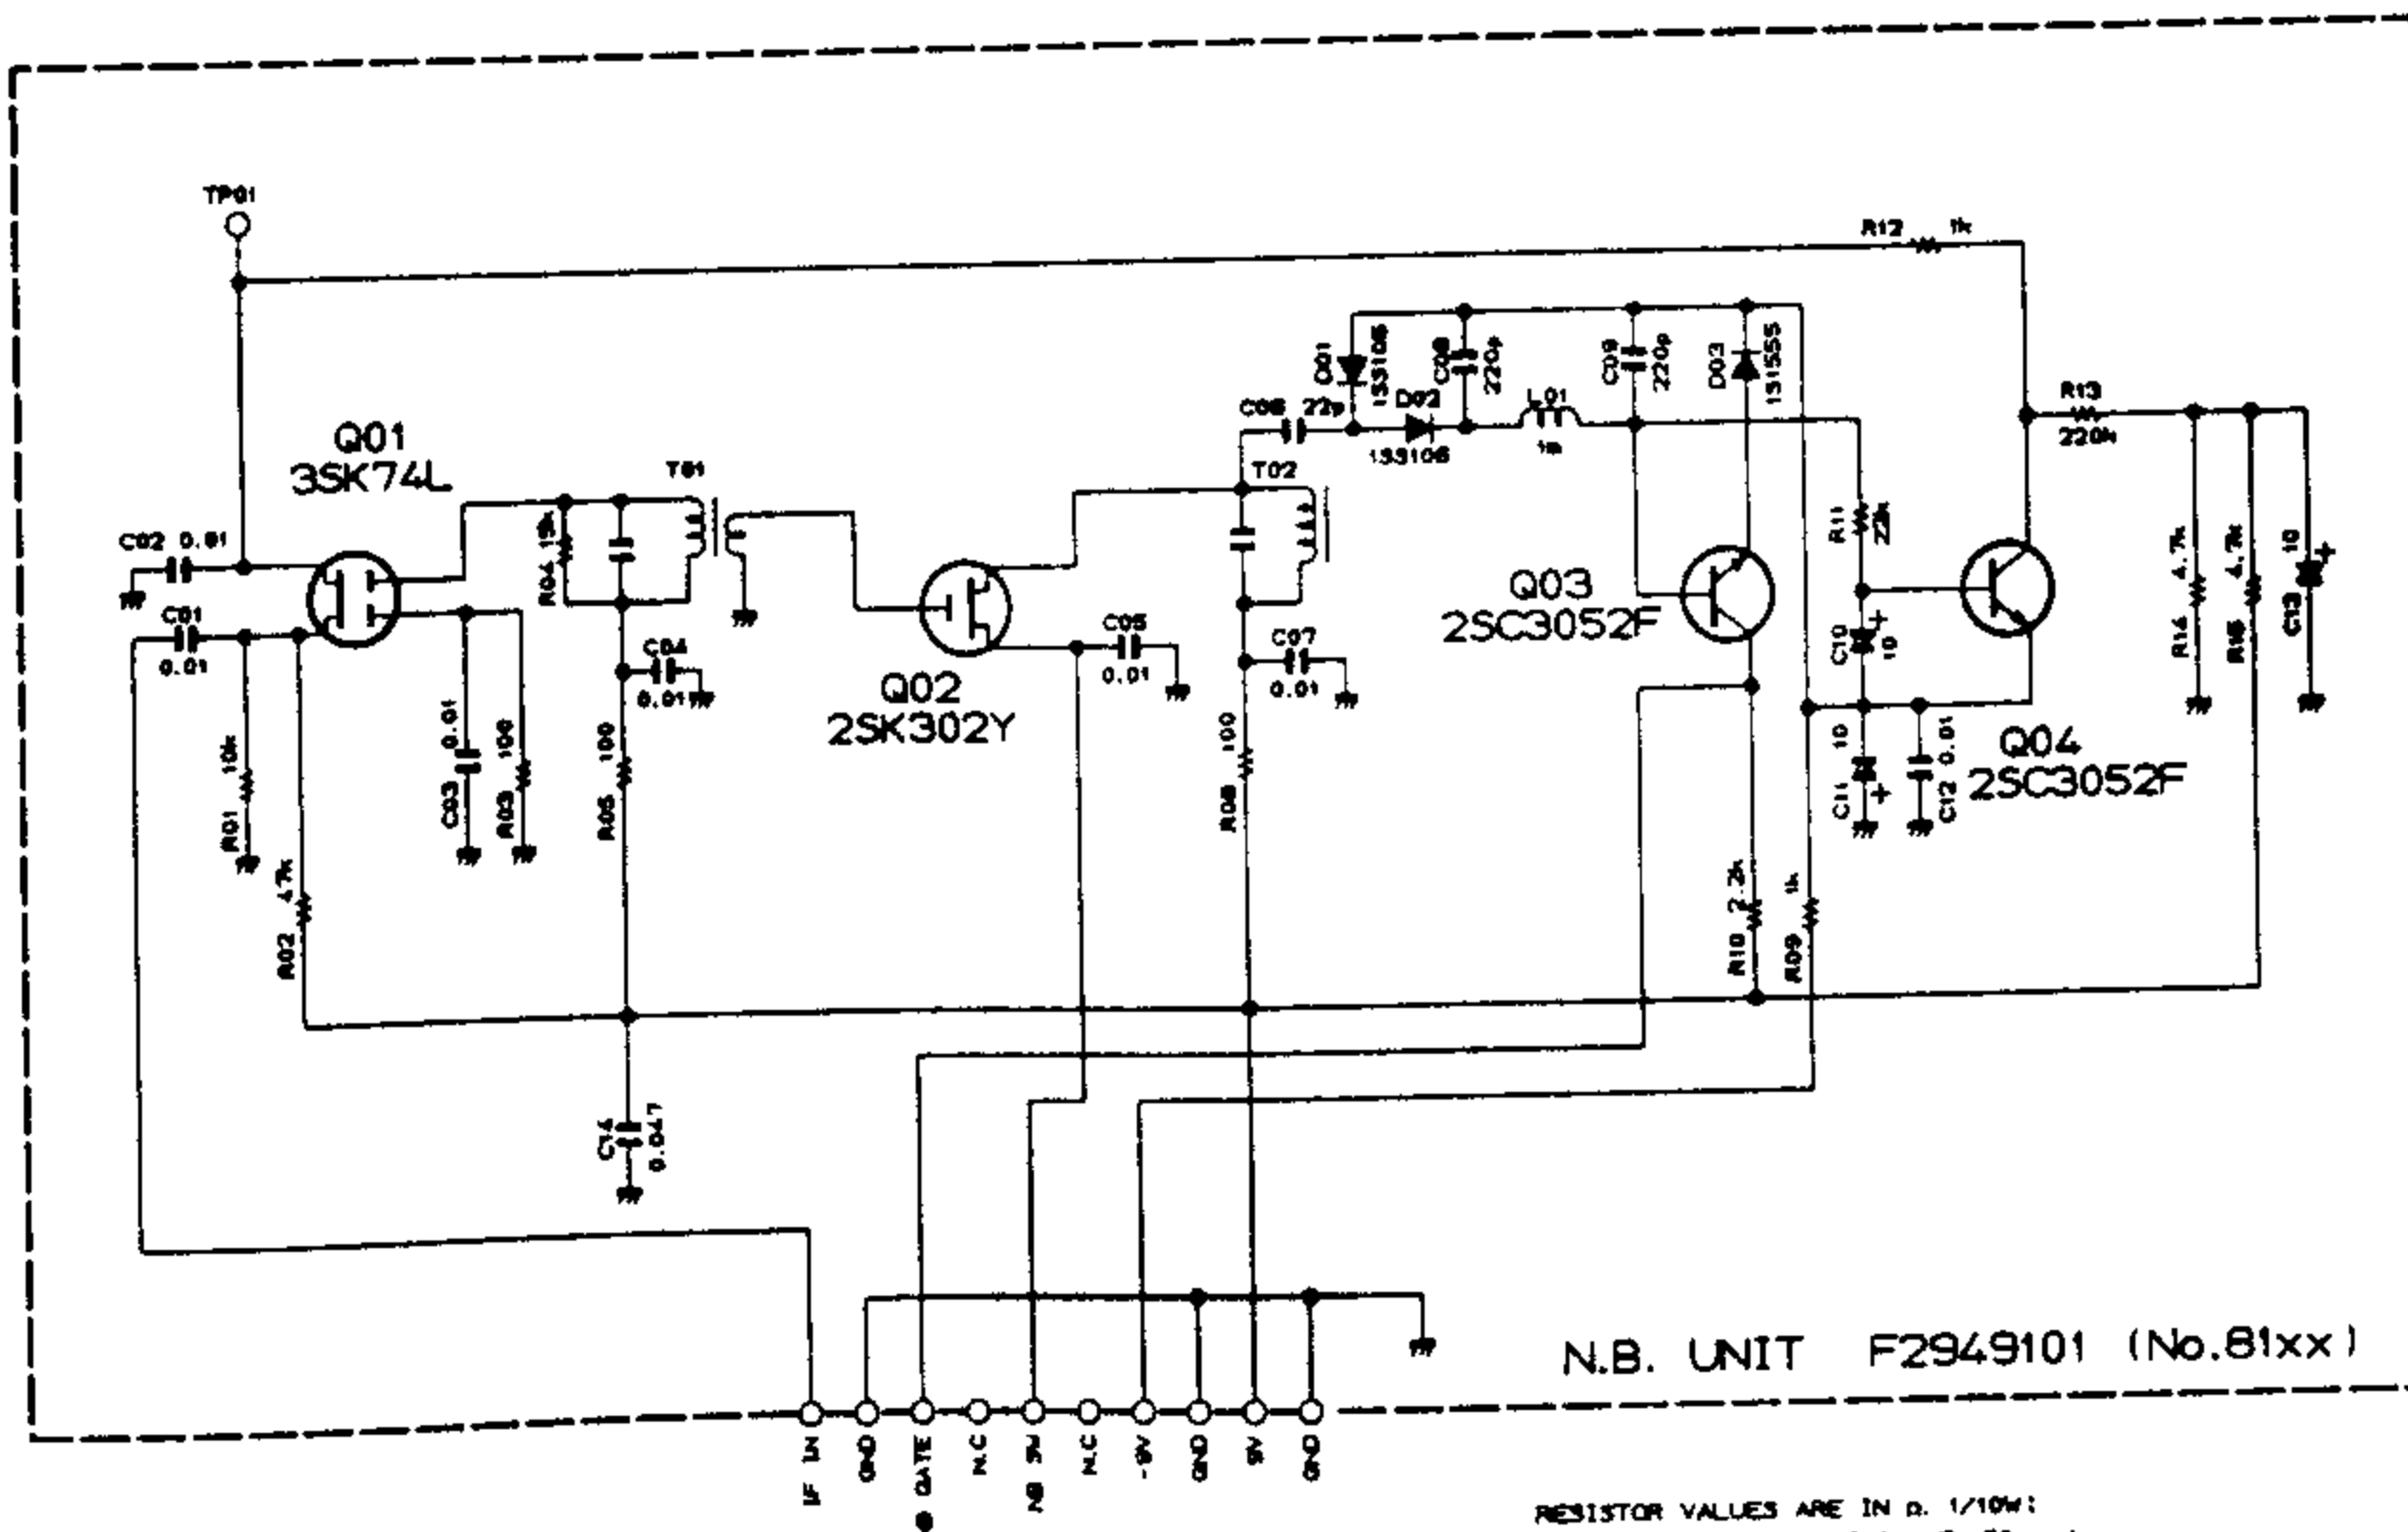 TP01
R12 1k
Q01
3SK74L
T01
C02 0.01
C01
0.01
R04 15k
R01 10k
R02 47k
C03 0.01
R03 100
C04
0.01
R05 100
C14
0.047
Q02
2SK302Y
C05
0.01
T02
C06 22p
D01
1SS106
D02
1SS106
C08
220p
L01
1m
C09
220p
D03
1S1555
C07
0.01
R08 100
Q03
2SC3052F
R10 2.2k
R09 1k
R11
22k
C10
10
C11 10
C12 0.01
Q04
2SC3052F
R13
220k
R14 4.7k
4.7k
C13 10
N.B. UNIT F2949101 (No.81xx)
IF IN
GND
GATE
N.C
NB SW
N.C
GND
9V
GND
RESISTOR VALUES ARE IN Ω. 1/10W;